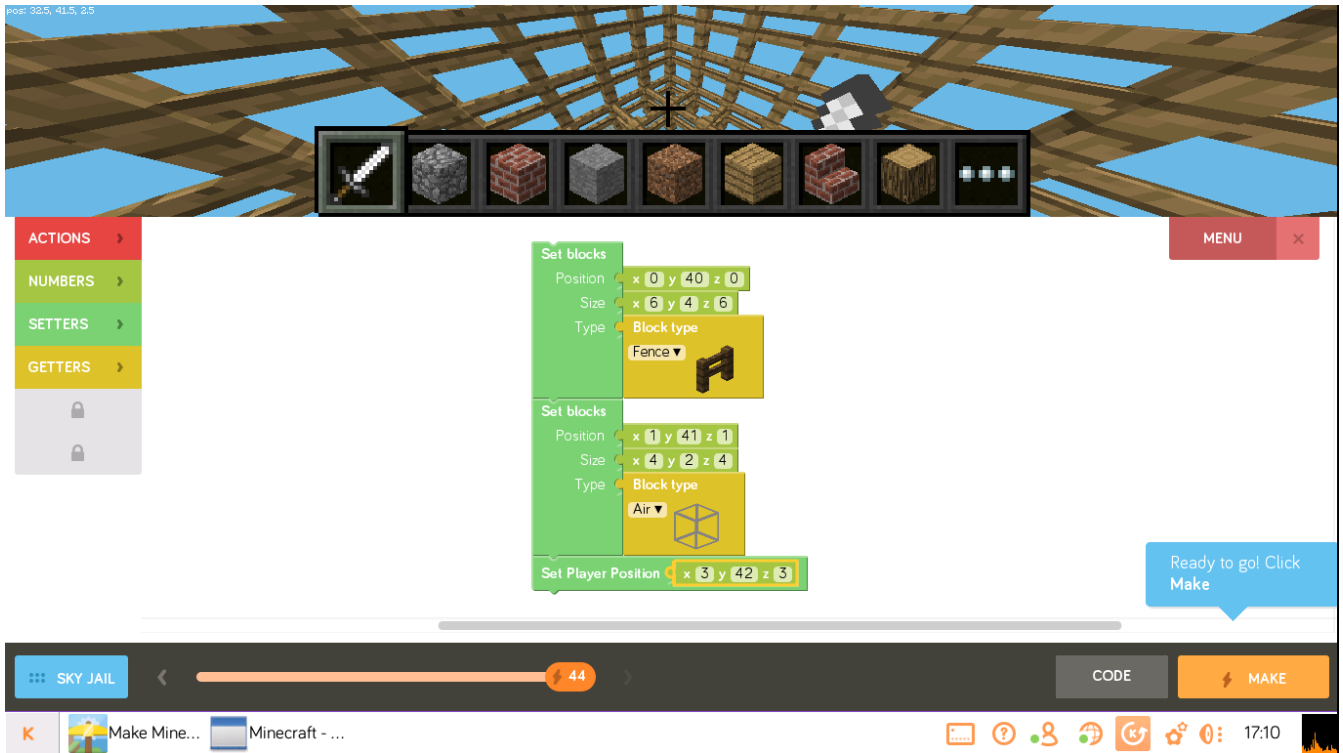 pos: 32.5, 41.5, 2.5
ACTIONS
NUMBERS
SETTERS
GETTERS
MENU
Set blocks
Position x 0 y 40 z 0
Size x 6 y 4 z 6
Type Block type
Fence ▾
Set blocks
Position x 1 y 41 z 1
Size x 4 y 2 z 4
Type Block type
Air ▾
Set Player Position x 3 y 42 z 3
Ready to go! Click
Make
SKY JAIL
44
CODE
MAKE
K
Make Mine...
Minecraft - ...
K
17:10